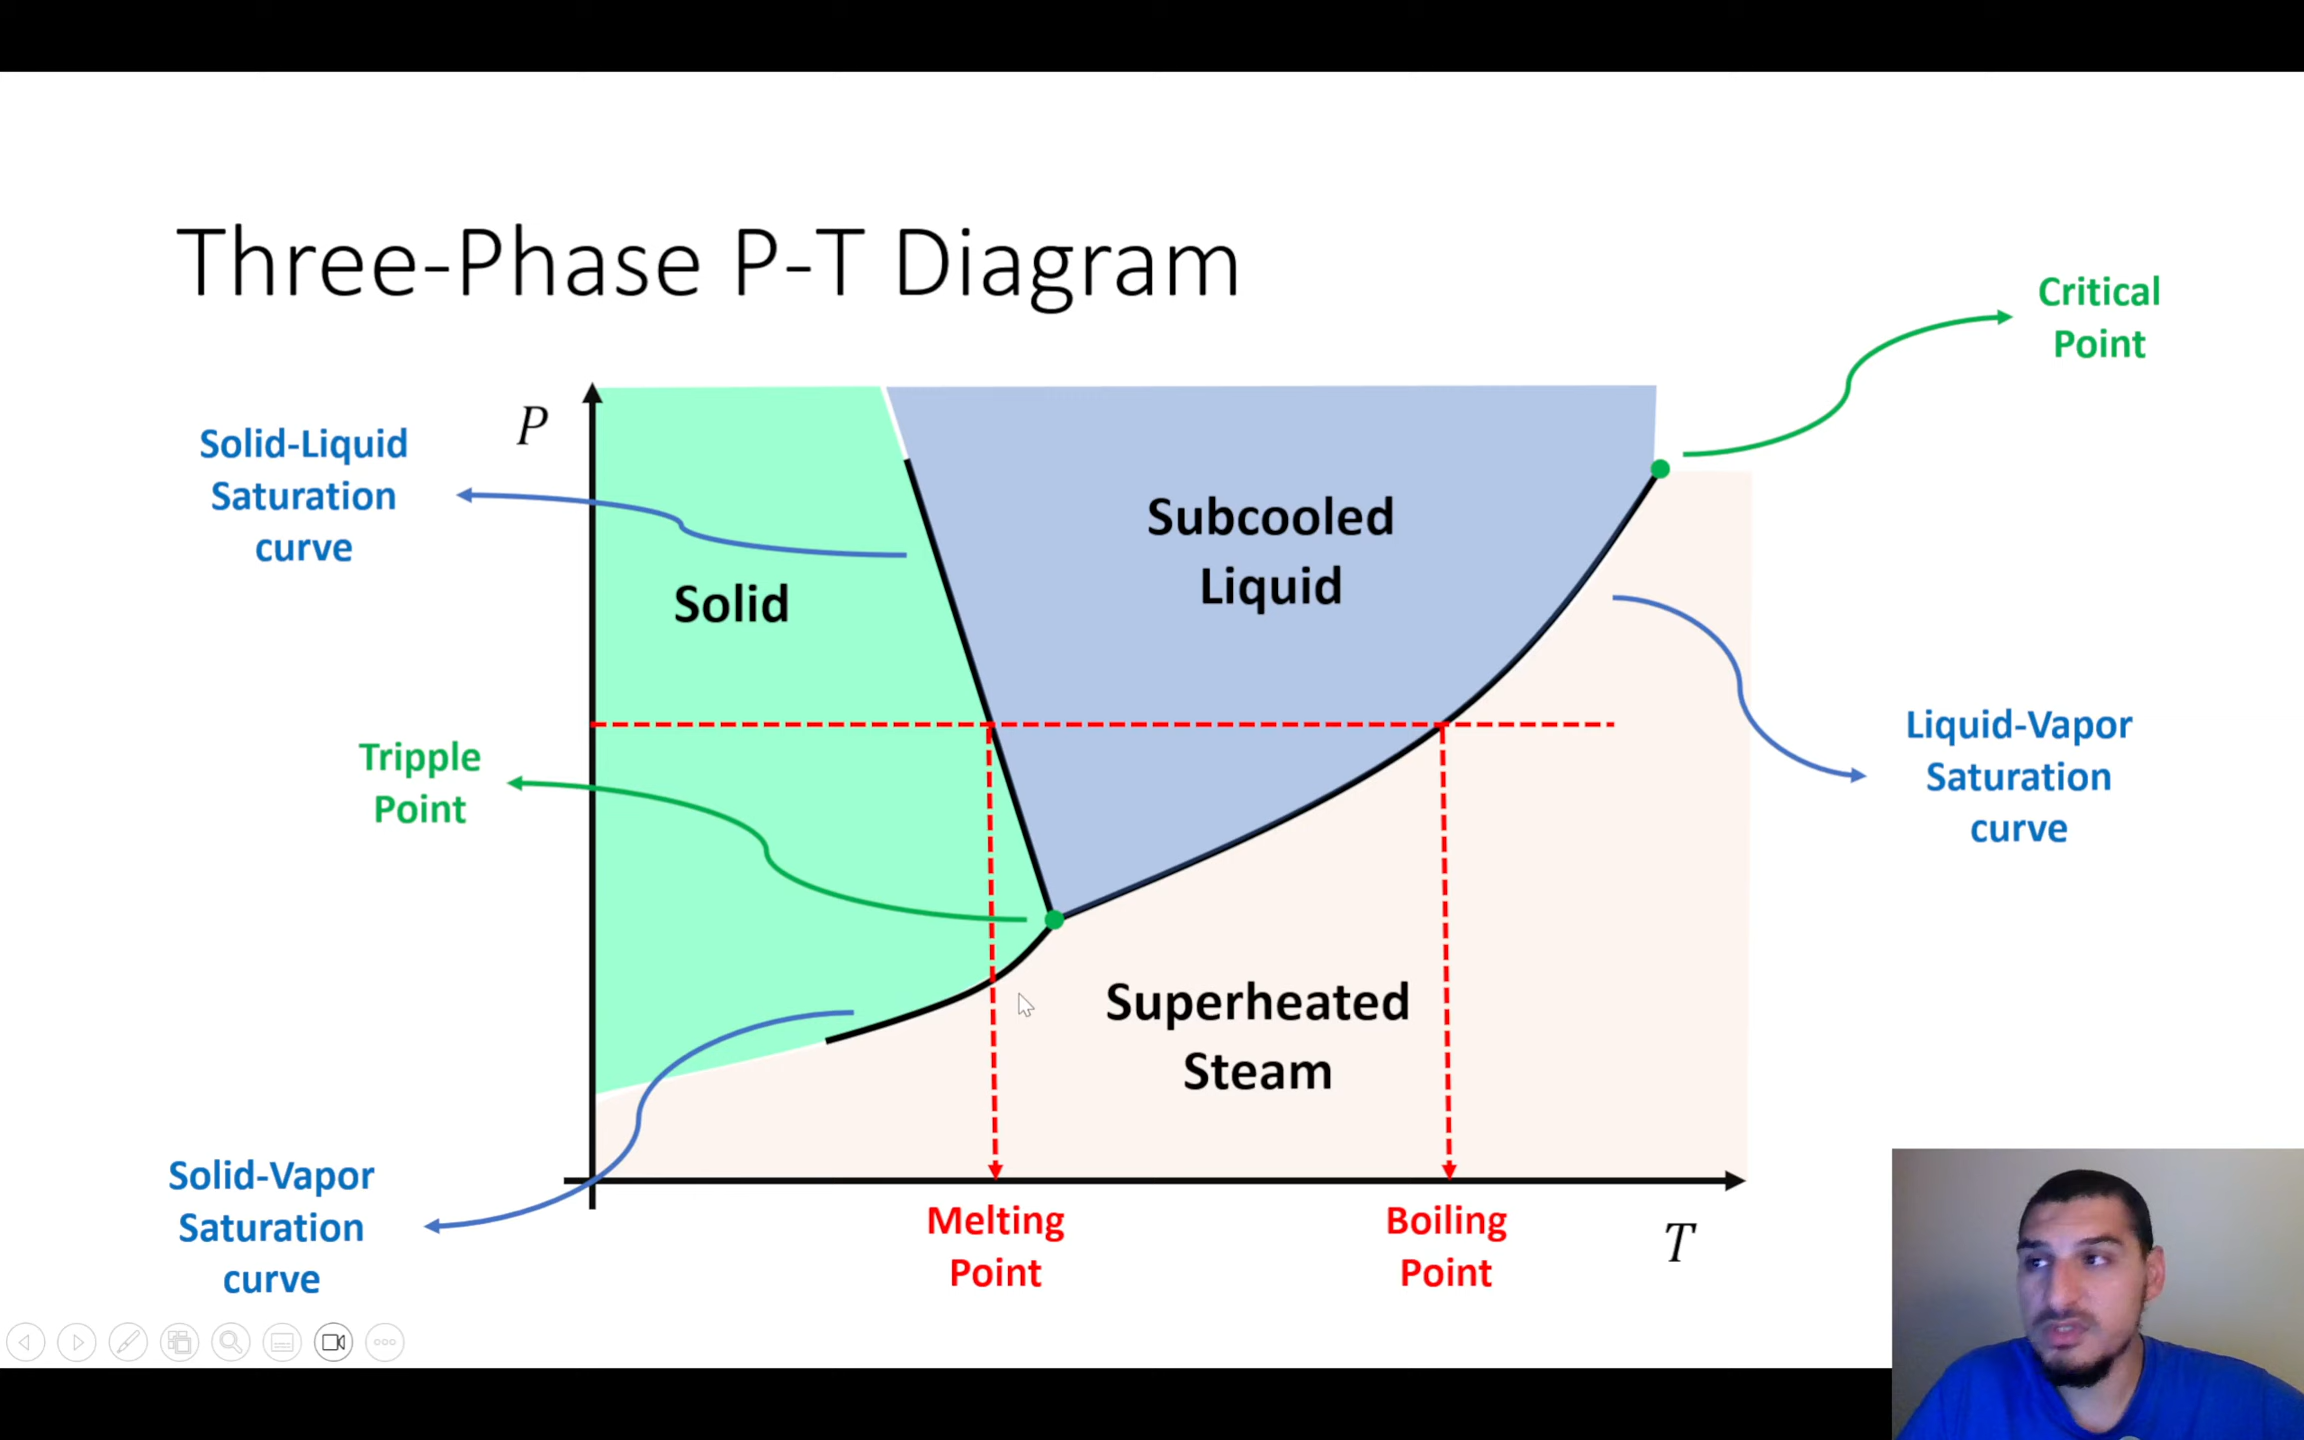 Three-Phase P-T Diagram
Critical
Point
P
Solid-Liquid
Saturation
curve
Subcooled
Liquid
Solid
Tripple
Point
Liquid-Vapor
Saturation
curve
Superheated
Steam
Solid-Vapor
Saturation
curve
Melting
Point
Boiling
Point
T